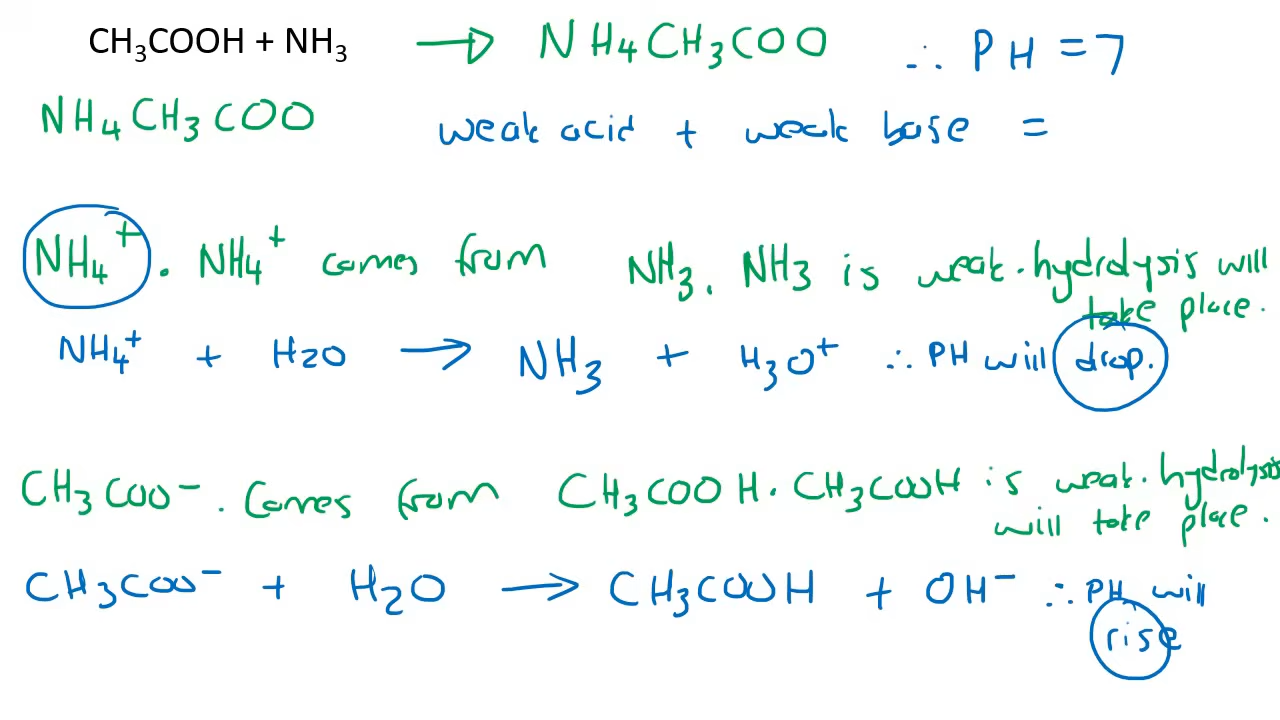 CH₃COOH + NH₃ → NH4CH3COO ∴ PH = 7
NH4CH3COO weak acid + weak base =
NH4⁺. NH4⁺ comes from NH3. NH3 is weak. hydrolysis will
take place.
NH4⁺ + H2O → NH3 + H3O⁺ ∴ PH will drop.
CH3COO⁻. Comes from CH3COOH. CH3COOH is weak. hydrolysis
will take place.
CH3COO⁻ + H2O → CH3COOH + OH⁻ ∴ PH will
rise